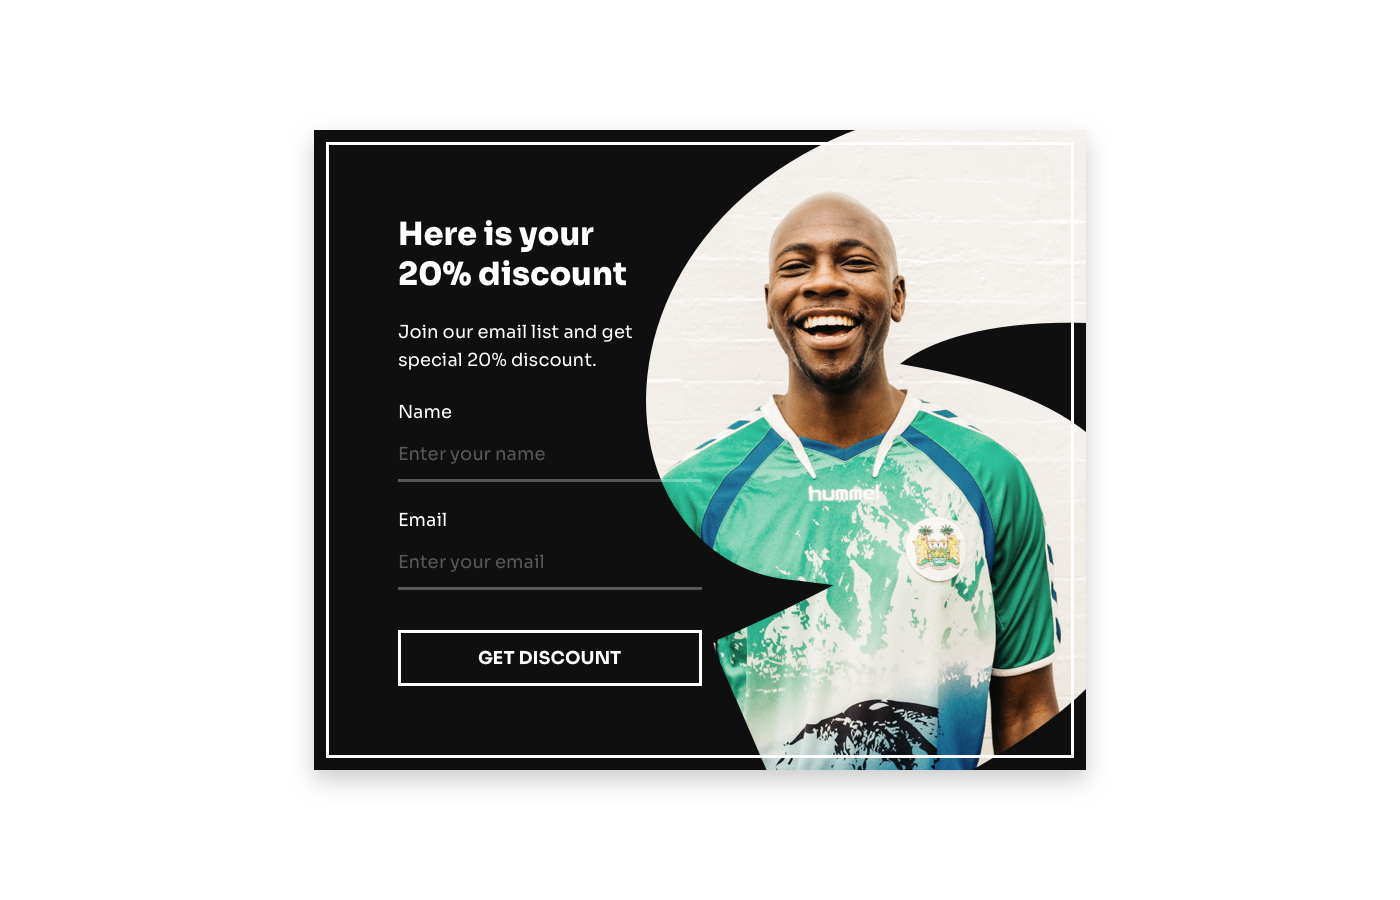 Here is your
20% discount
Join our email list and get
special 20% discount.
Name
Enter your name
Email
Enter your email
GET DISCOUNT
hummel